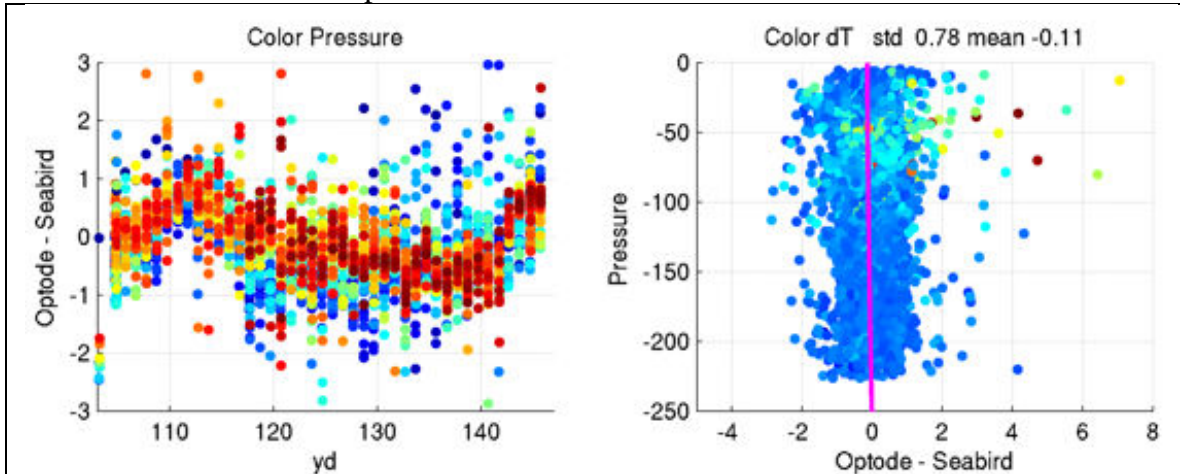 Color Pressure
3
2
1
0
-1
-2
-3
110 120 130 140
yd
Optode - Seabird
Color dT std 0.78 mean -0.11
0
-50
-100
-150
-200
-250
-4 -2 0 2 4 6 8
Optode - Seabird
Pressure